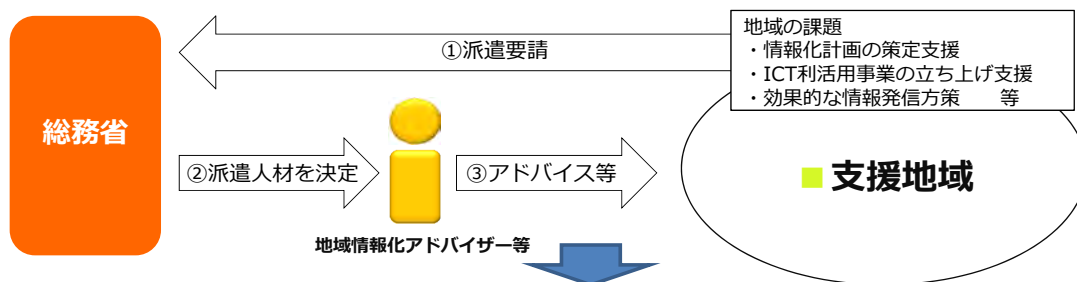 地域の課題
・情報化計画の策定支援
・ICT利活用事業の立ち上げ支援
・効果的な情報発信方策　　等
①派遣要請
総務省
②派遣人材を決定
③アドバイス等
支援地域
地域情報化アドバイザー等